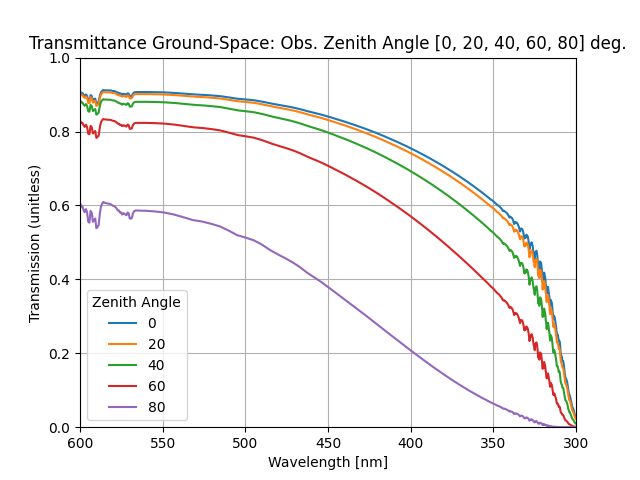 Transmittance Ground-Space: Obs. Zenith Angle [0, 20, 40, 60, 80] deg.
1.0
0.8
0.6
0.4
0.2
0.0
Transmission (unitless)
Zenith Angle
0
20
40
60
80
600 550 500 450 400 350 300
Wavelength [nm]